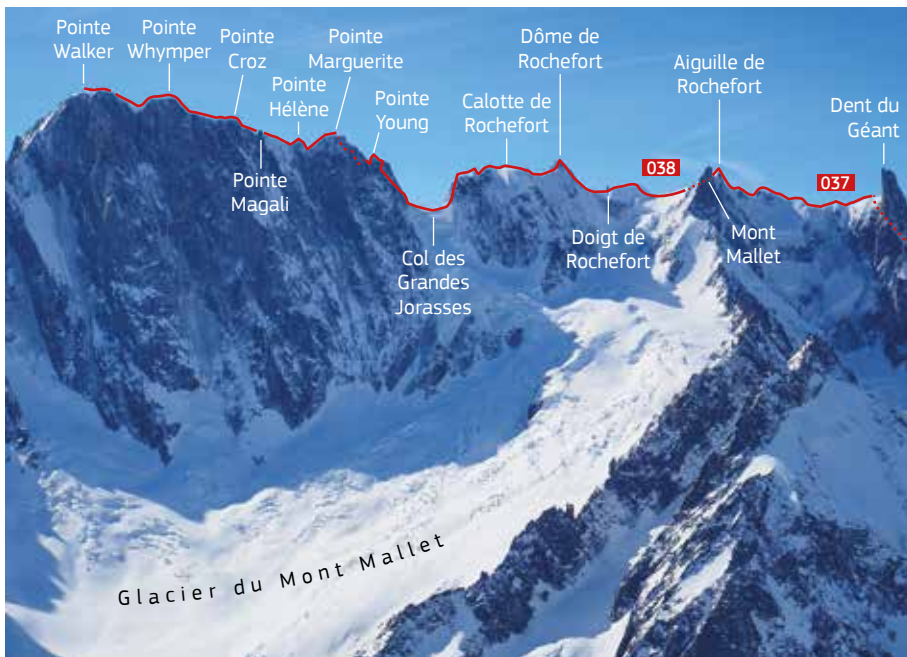 Pointe
Walker
Pointe
Whymper
Pointe
Croz
Pointe
Hélène
Pointe
Marguerite
Pointe
Young
Calotte de
Rochefort
Dôme de
Rochefort
Aiguille de
Rochefort
Dent du
Géant
038
037
Pointe
Magali
Col des
Grandes
Jorasses
Doigt de
Rochefort
Mont
Mallet
Glacier du Mont Mallet